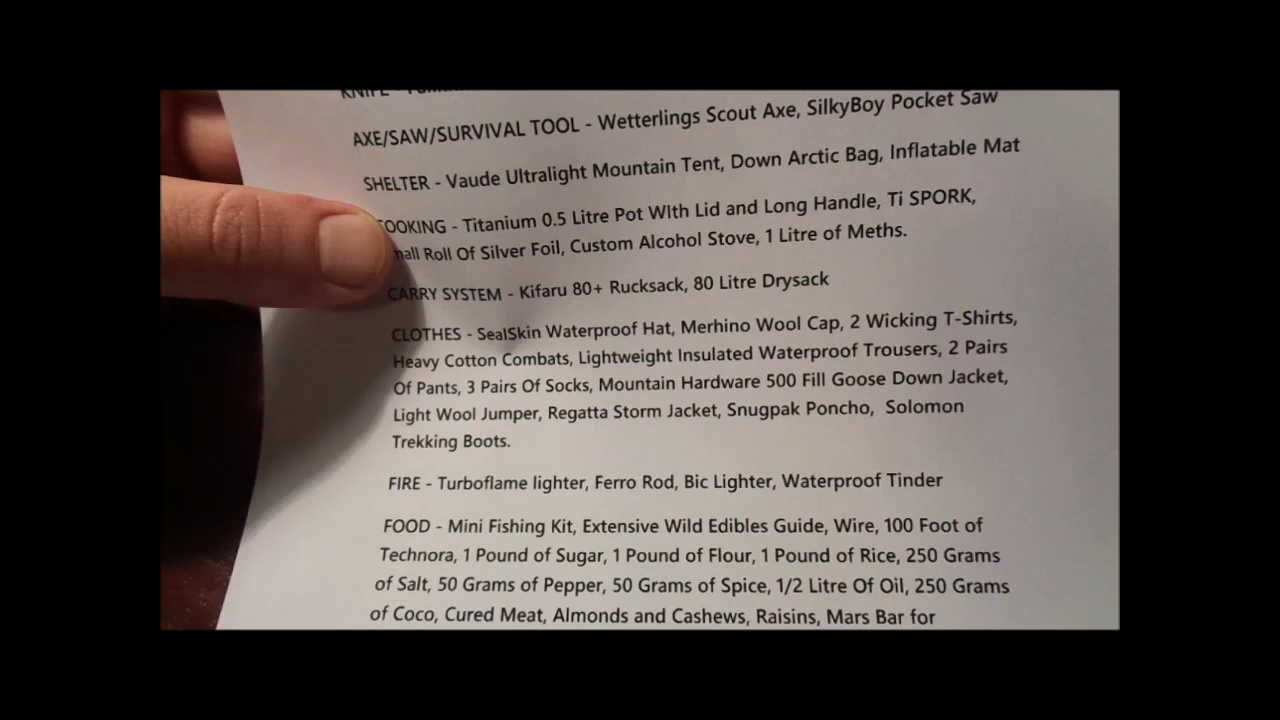 KNIFE -
AXE/SAW/SURVIVAL TOOL - Wetterlings Scout Axe, SilkyBoy Pocket Saw
SHELTER - Vaude Ultralight Mountain Tent, Down Arctic Bag, Inflatable Mat
OOKING - Titanium 0.5 Litre Pot WIth Lid and Long Handle, Ti SPORK,
mall Roll Of Silver Foil, Custom Alcohol Stove, 1 Litre of Meths.
CARRY SYSTEM - Kifaru 80+ Rucksack, 80 Litre Drysack
CLOTHES - SealSkin Waterproof Hat, Merhino Wool Cap, 2 Wicking T-Shirts,
Heavy Cotton Combats, Lightweight Insulated Waterproof Trousers, 2 Pairs
Of Pants, 3 Pairs Of Socks, Mountain Hardware 500 Fill Goose Down Jacket,
Light Wool Jumper, Regatta Storm Jacket, Snugpak Poncho, Solomon
Trekking Boots.
FIRE - Turboflame lighter, Ferro Rod, Bic Lighter, Waterproof Tinder
FOOD - Mini Fishing Kit, Extensive Wild Edibles Guide, Wire, 100 Foot of
Technora, 1 Pound of Sugar, 1 Pound of Flour, 1 Pound of Rice, 250 Grams
of Salt, 50 Grams of Pepper, 50 Grams of Spice, 1/2 Litre Of Oil, 250 Grams
of Coco, Cured Meat, Almonds and Cashews, Raisins, Mars Bar for